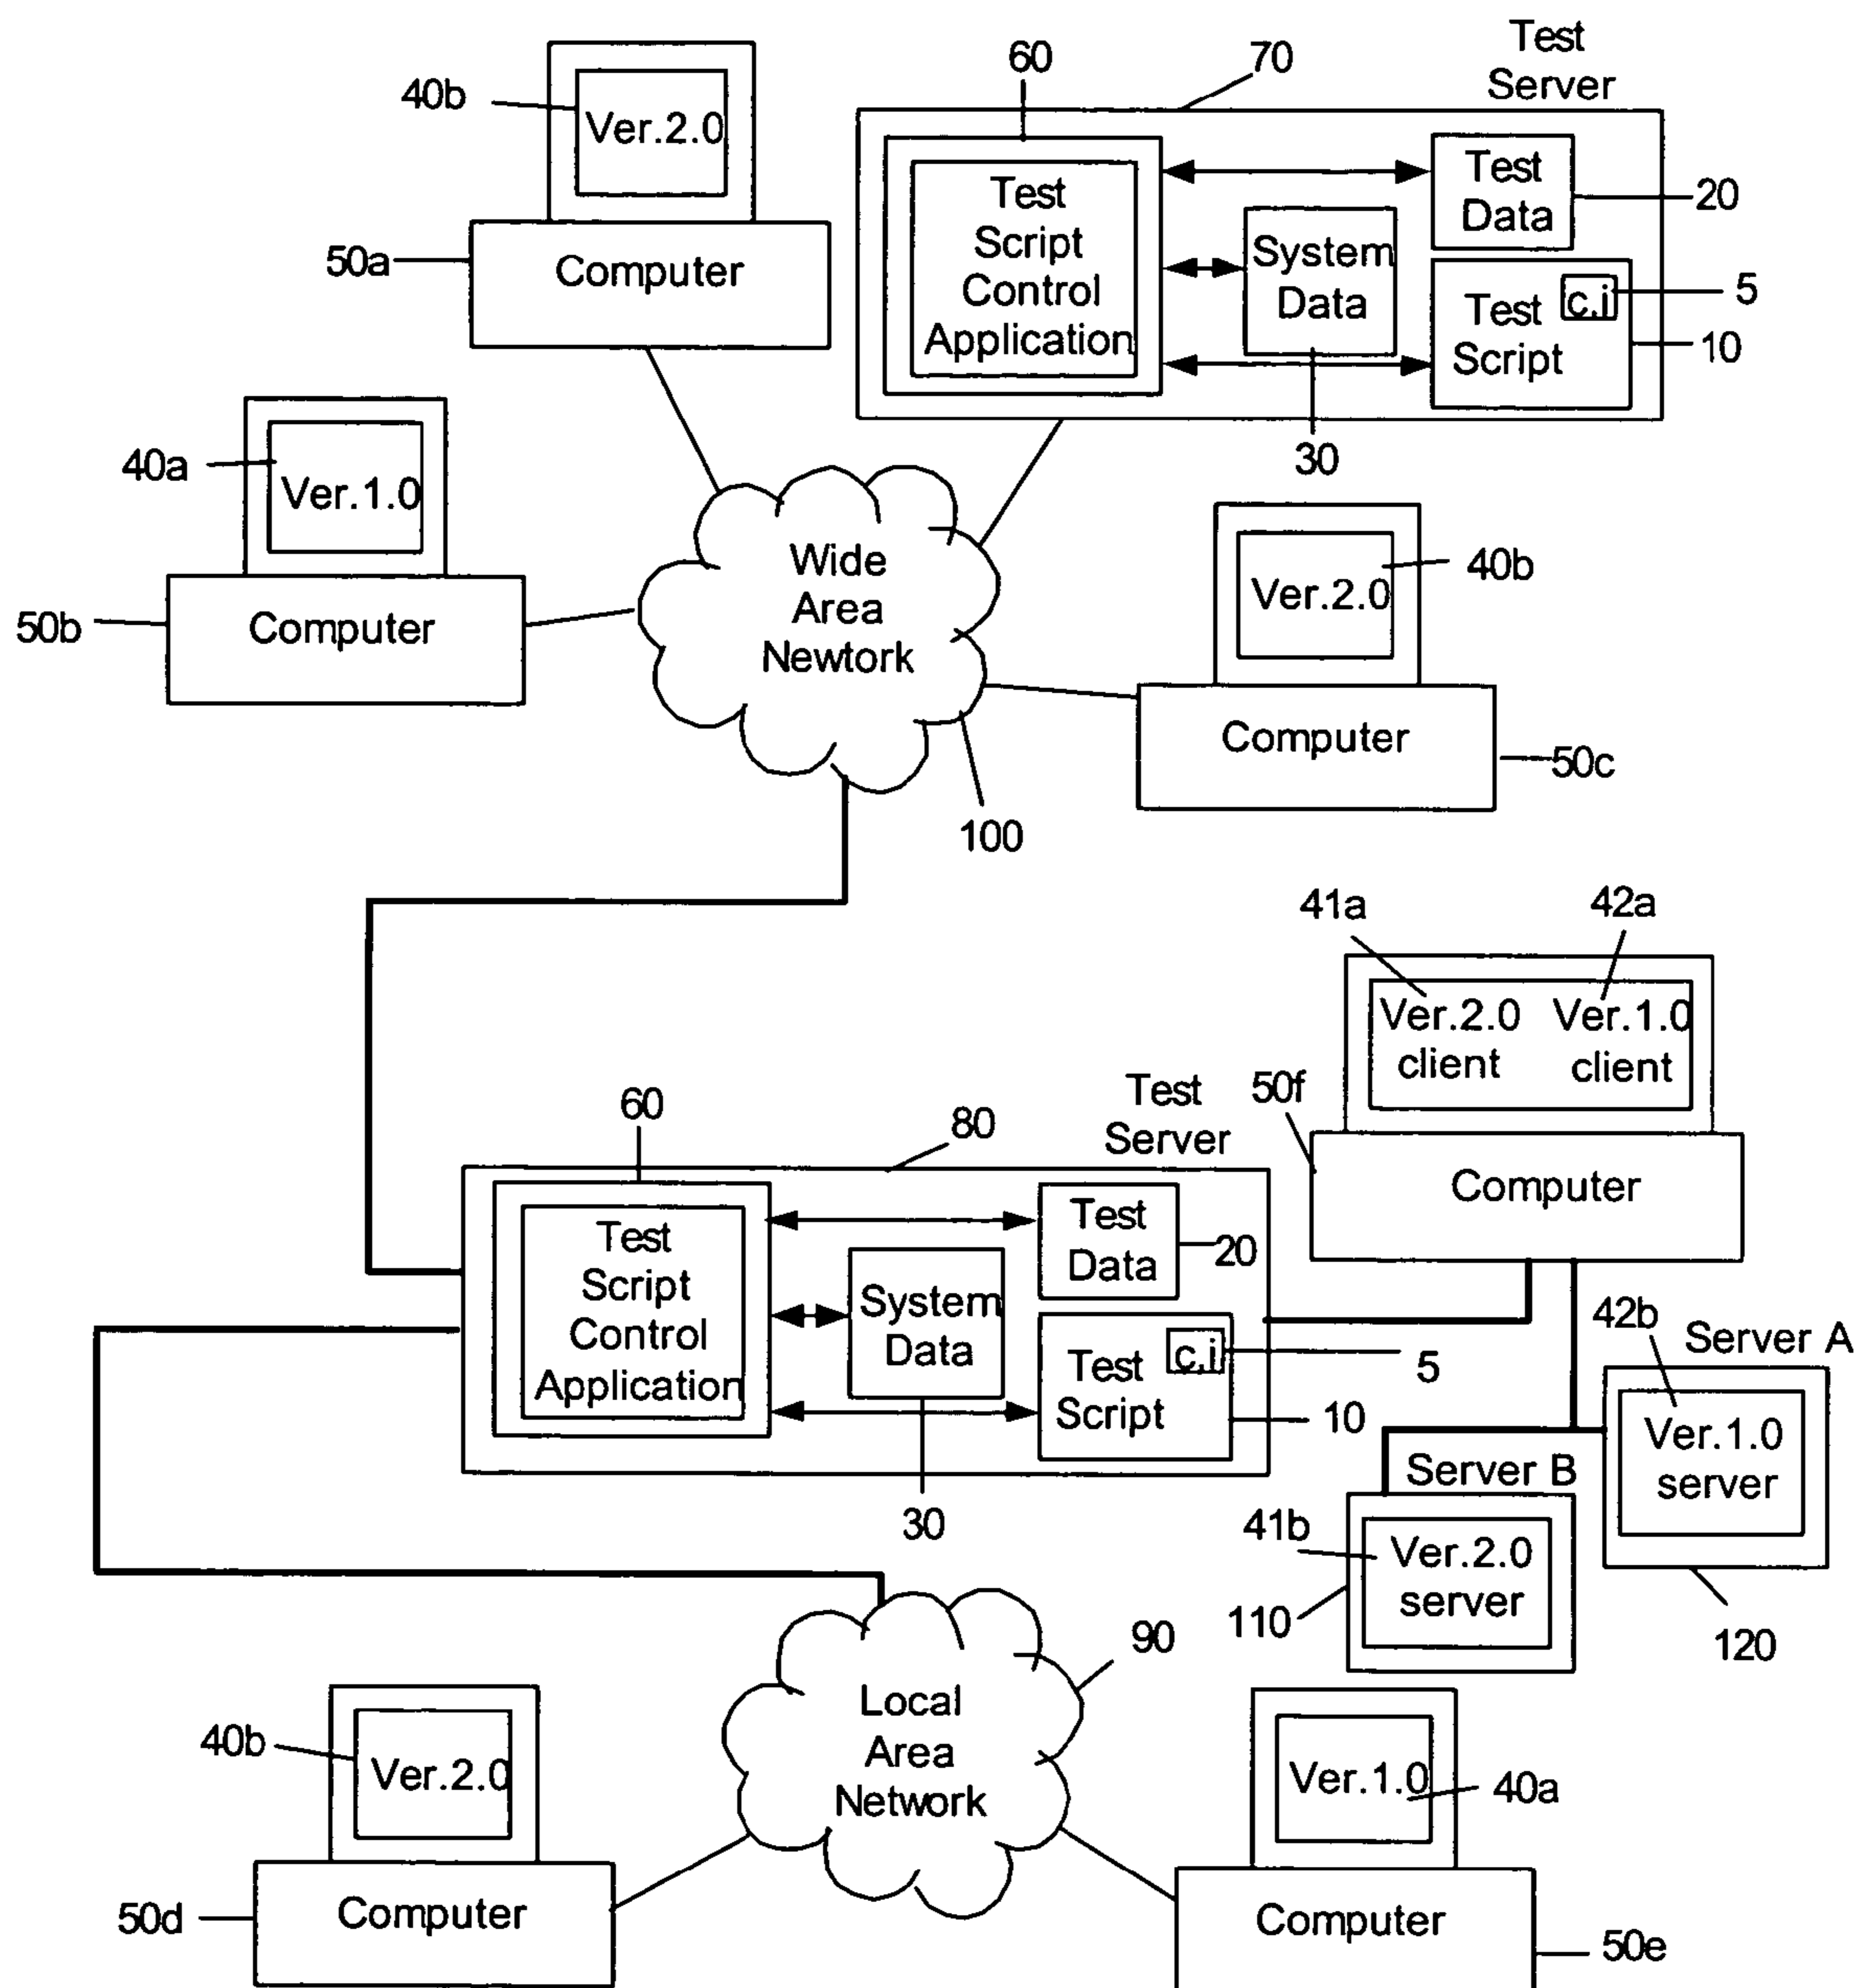 Test
Server
60
70
40b
Ver.2.0
Test
Script
Control
Application
Test
Data
20
System
Data
50a
Computer
c.i
5
Test
Script
10
30
40a
Ver.1.0
Wide
Area
Newtork
40b
Ver.2.0
50b
Computer
Computer
50c
100
41a
42a
Ver.2.0
client
Ver.1.0
client
Test
Server
50f
60
80
Computer
Test
Script
Control
Application
Test
Data
20
System
Data
c.i
5
Test
Script
10
30
42b
Server A
Ver.1.0
server
Server B
41b
Ver.2.0
server
110
120
90
Local
Area
Network
40b
Ver.2.0
Ver.1.0
40a
50d
Computer
Computer
50e